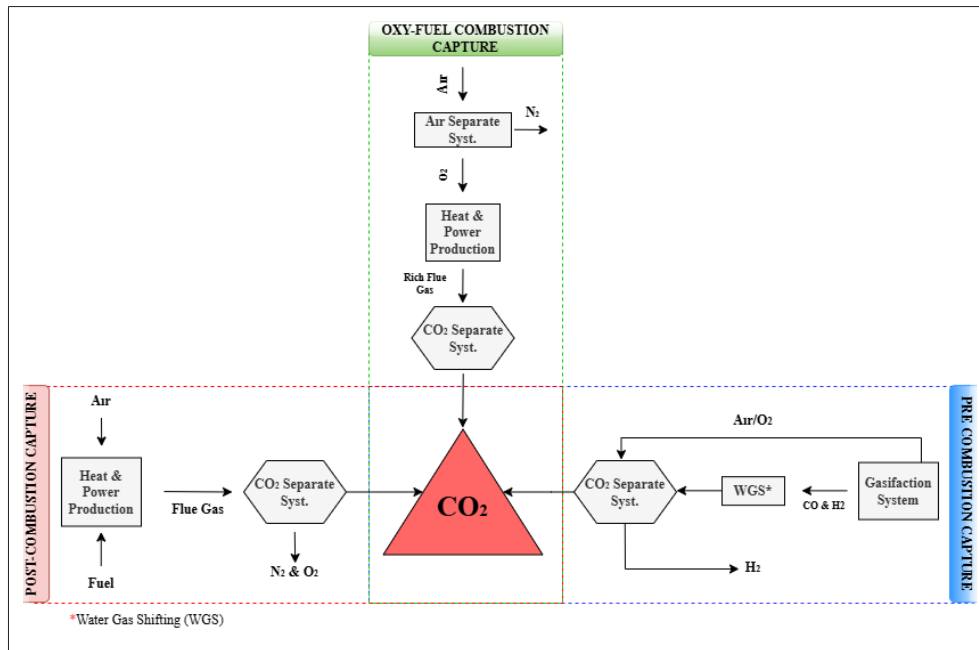 OXY-FUEL COMBUSTION
CAPTURE
Aır
Aır Separate
Syst.
N₂
O₂
Heat &
Power
Production
Rich Flue
Gas
CO₂ Separate
Syst.
POST-COMBUSTION CAPTURE
Aır
Heat &
Power
Production
Fuel
Flue Gas
CO₂ Separate
Syst.
N₂ & O₂
CO₂
Aır/O₂
CO₂ Separate
Syst.
WGS*
CO & H2
Gasifaction
System
H₂
PRE COMBUSTION CAPTURE
*Water Gas Shifting (WGS)